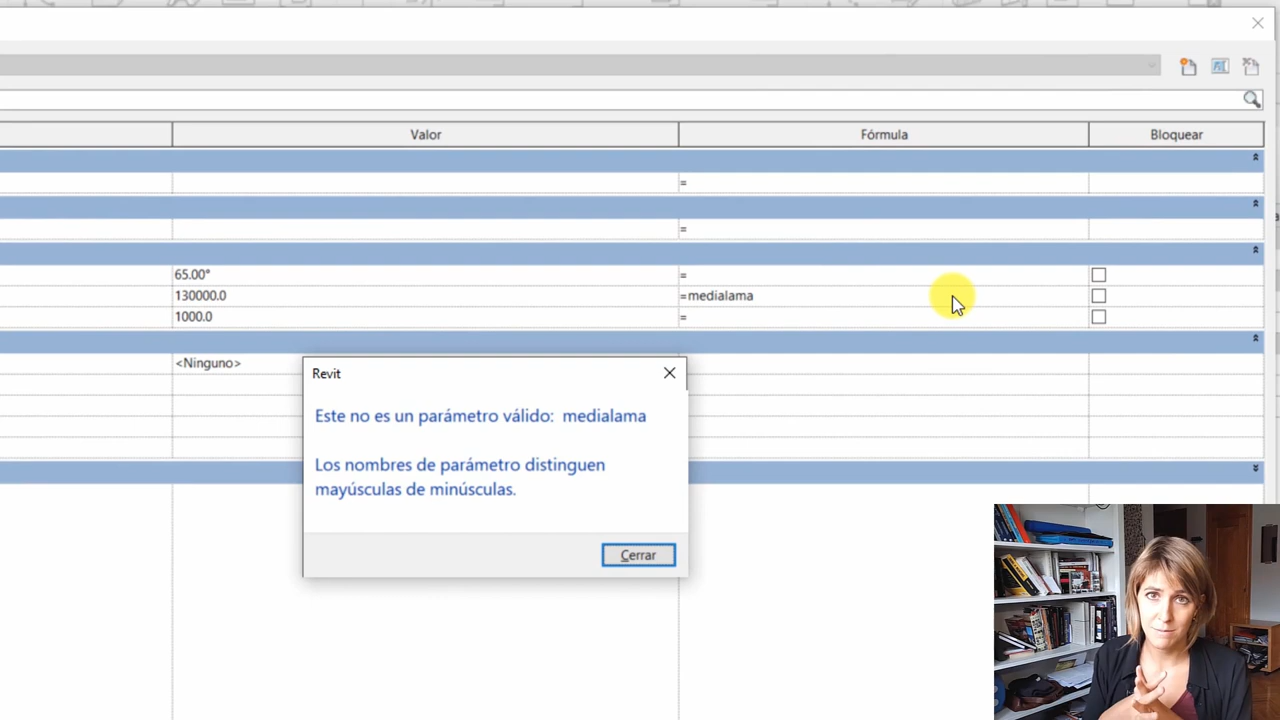 Valor Fórmula Bloquear
=
=
65.00° =
130000.0 =medialama
1000.0 =
<Ninguno>
Revit
Este no es un parámetro válido: medialama
Los nombres de parámetro distinguen
mayúsculas de minúsculas.
Cerrar